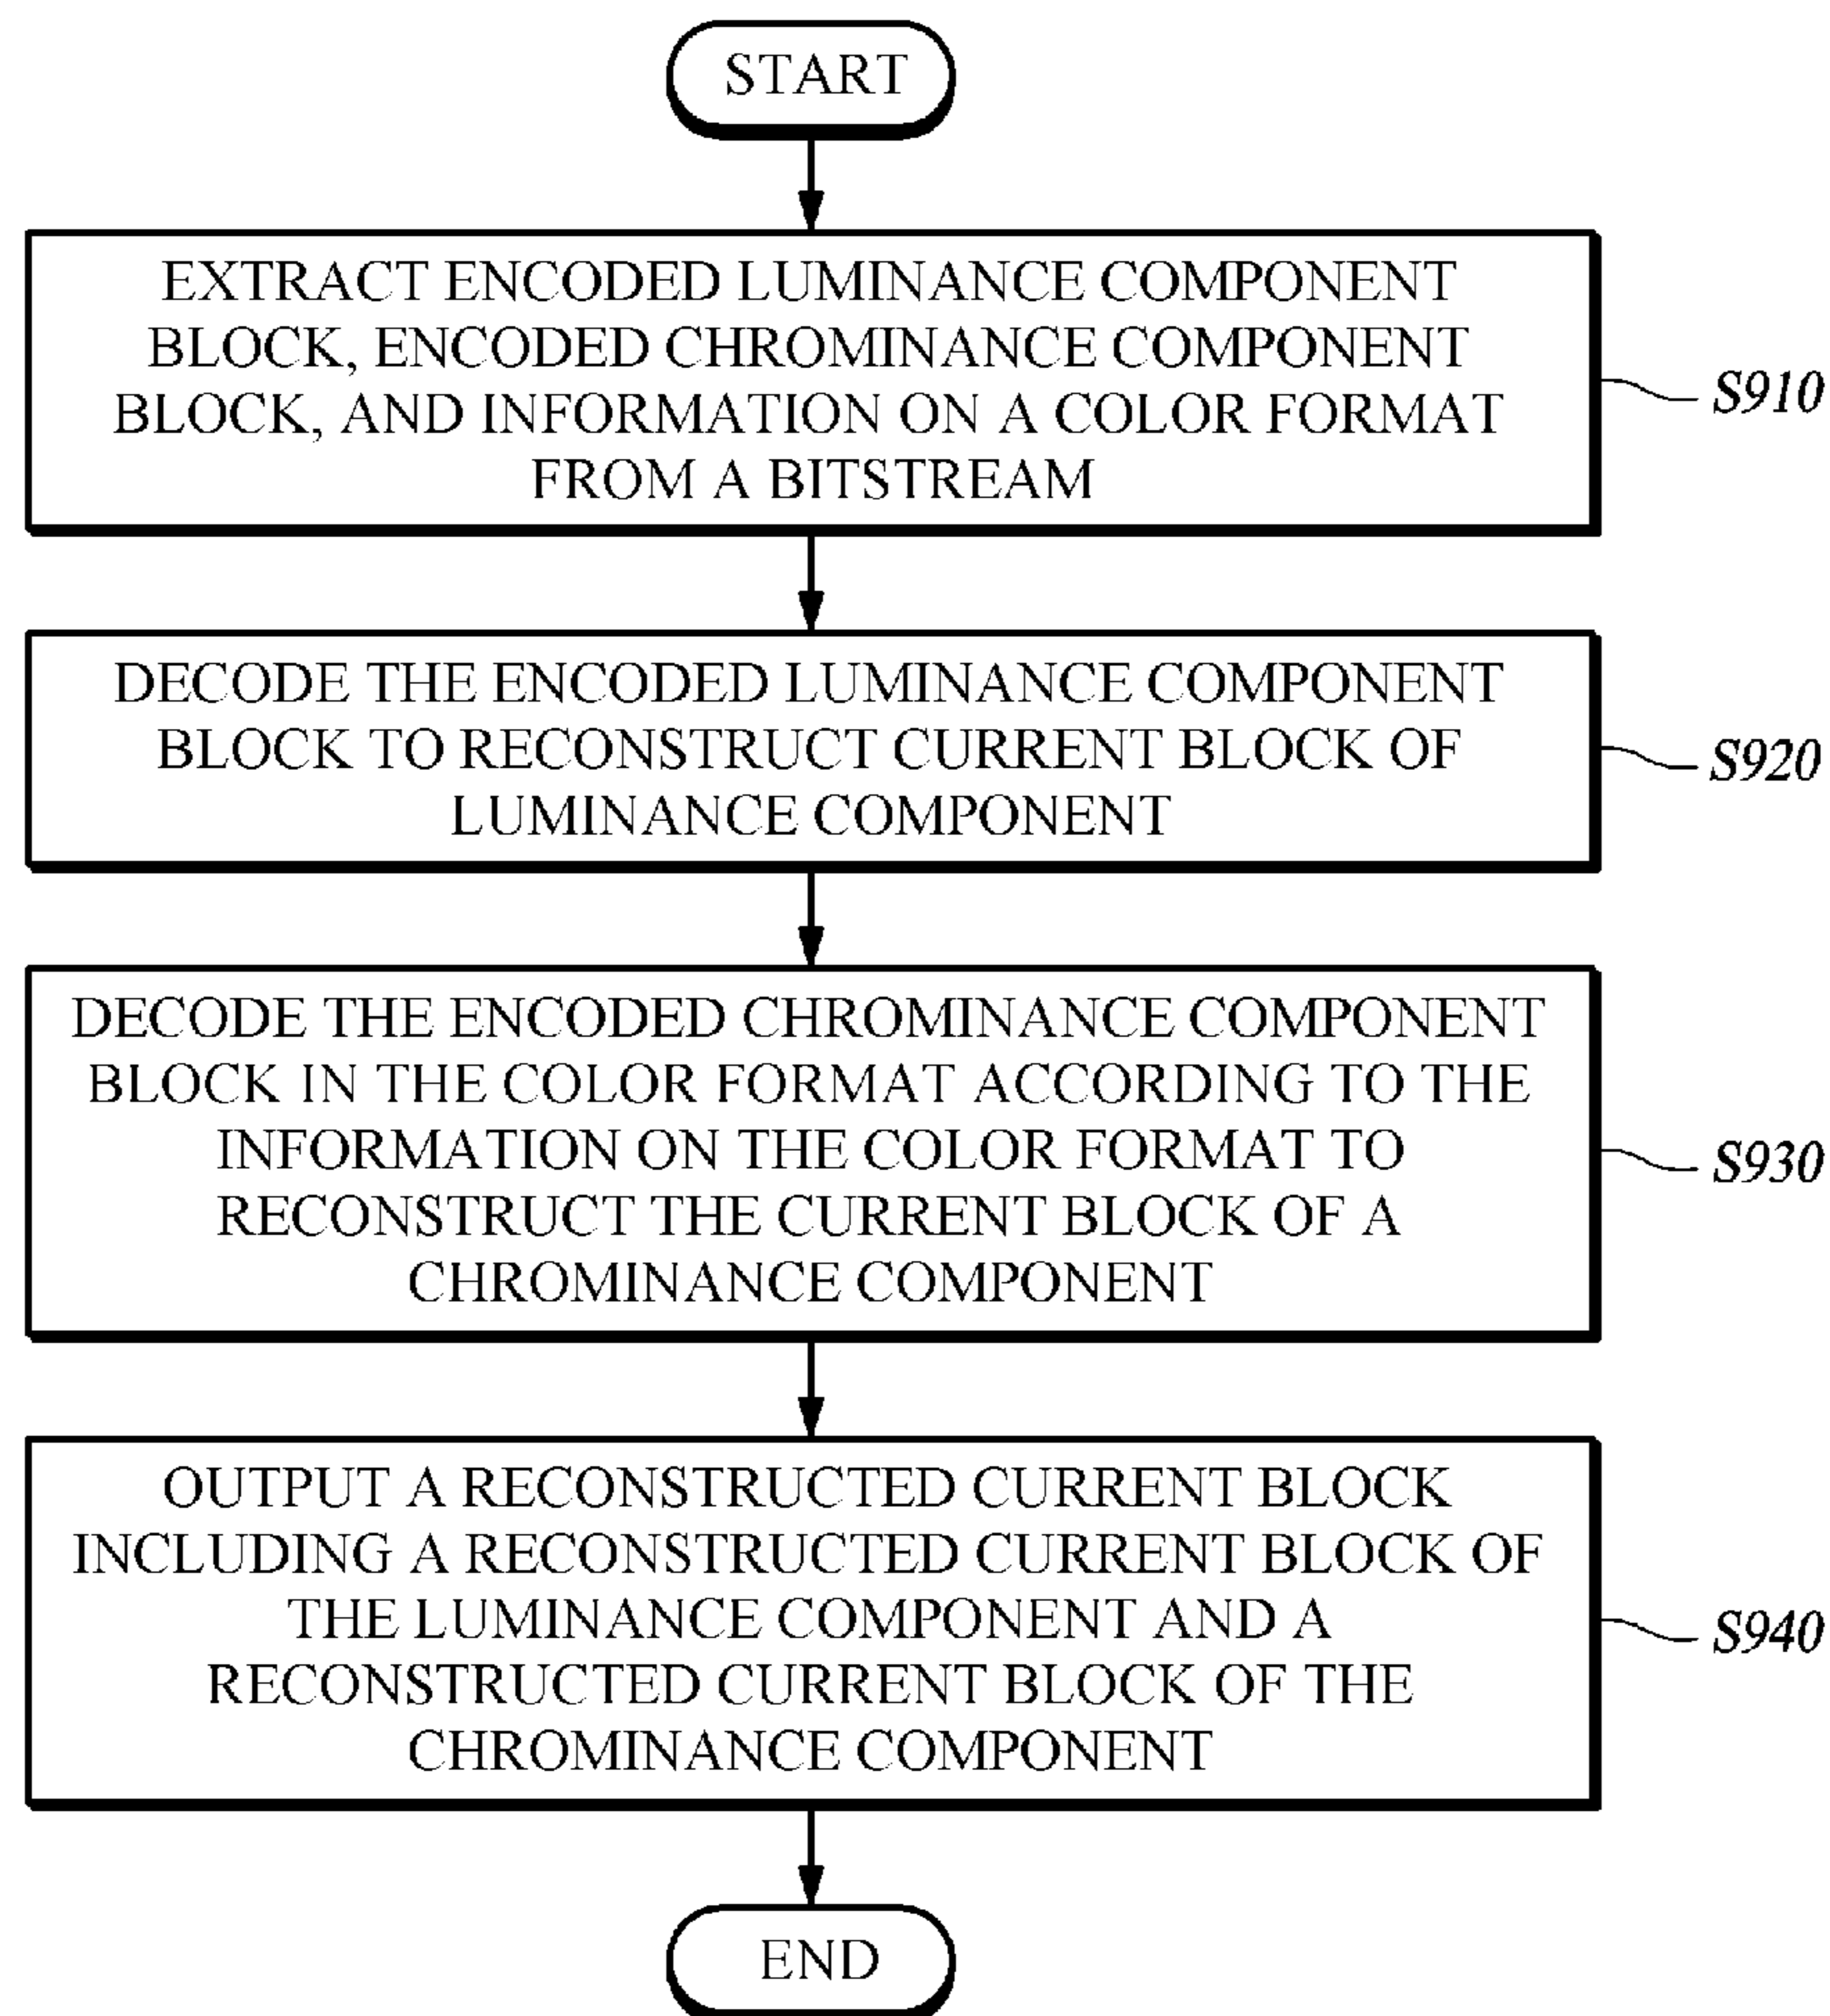 START
EXTRACT ENCODED LUMINANCE COMPONENT
BLOCK, ENCODED CHROMINANCE COMPONENT
BLOCK, AND INFORMATION ON A COLOR FORMAT
FROM A BITSTREAM
S910
DECODE THE ENCODED LUMINANCE COMPONENT
BLOCK TO RECONSTRUCT CURRENT BLOCK OF
LUMINANCE COMPONENT
S920
DECODE THE ENCODED CHROMINANCE COMPONENT
BLOCK IN THE COLOR FORMAT ACCORDING TO THE
INFORMATION ON THE COLOR FORMAT TO
RECONSTRUCT THE CURRENT BLOCK OF A
CHROMINANCE COMPONENT
S930
OUTPUT A RECONSTRUCTED CURRENT BLOCK
INCLUDING A RECONSTRUCTED CURRENT BLOCK OF
THE LUMINANCE COMPONENT AND A
RECONSTRUCTED CURRENT BLOCK OF THE
CHROMINANCE COMPONENT
S940
END